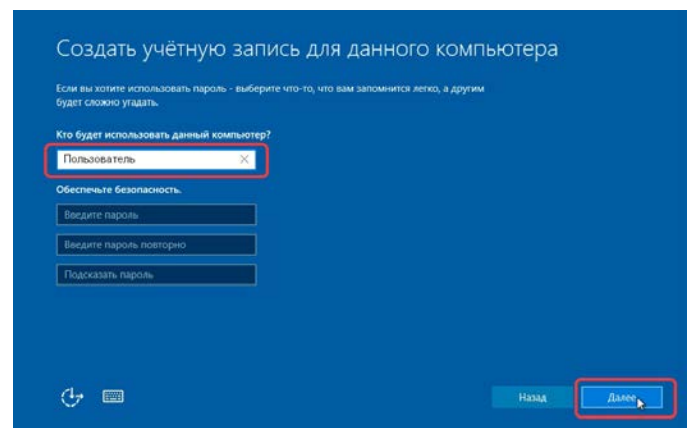 Создать учётную запись для данного компьютера
Если вы хотите использовать пароль - выберите что-то, что вам запомнится легко, а другим
будет сложно угадать.
Кто будет использовать данный компьютер?
Пользователь
Обеспечьте безопасность.
Введите пароль
Введите пароль повторно
Подсказать пароль
Назад
Далее